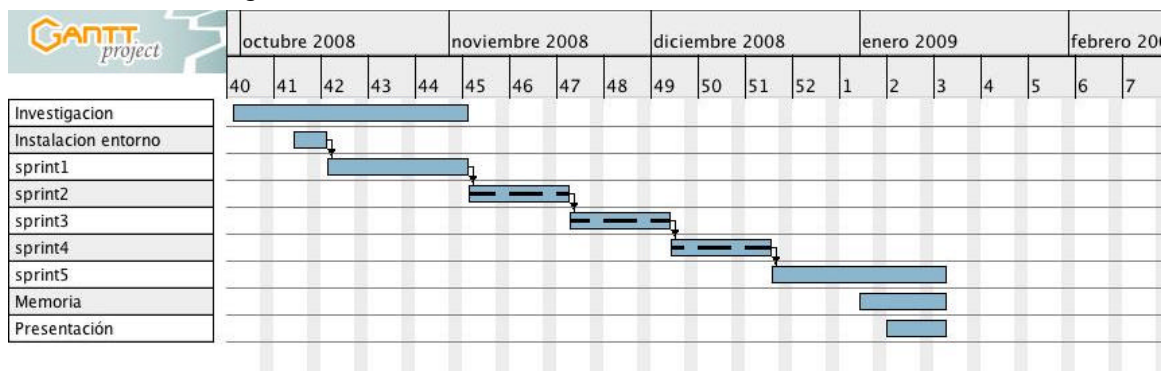 GANTT
project
octubre 2008 noviembre 2008 diciembre 2008 enero 2009 febrero 20
40 41 42 43 44 45 46 47 48 49 50 51 52 1 2 3 4 5 6 7
Investigacion
Instalacion entorno
sprint1
sprint2
sprint3
sprint4
sprint5
Memoria
Presentación